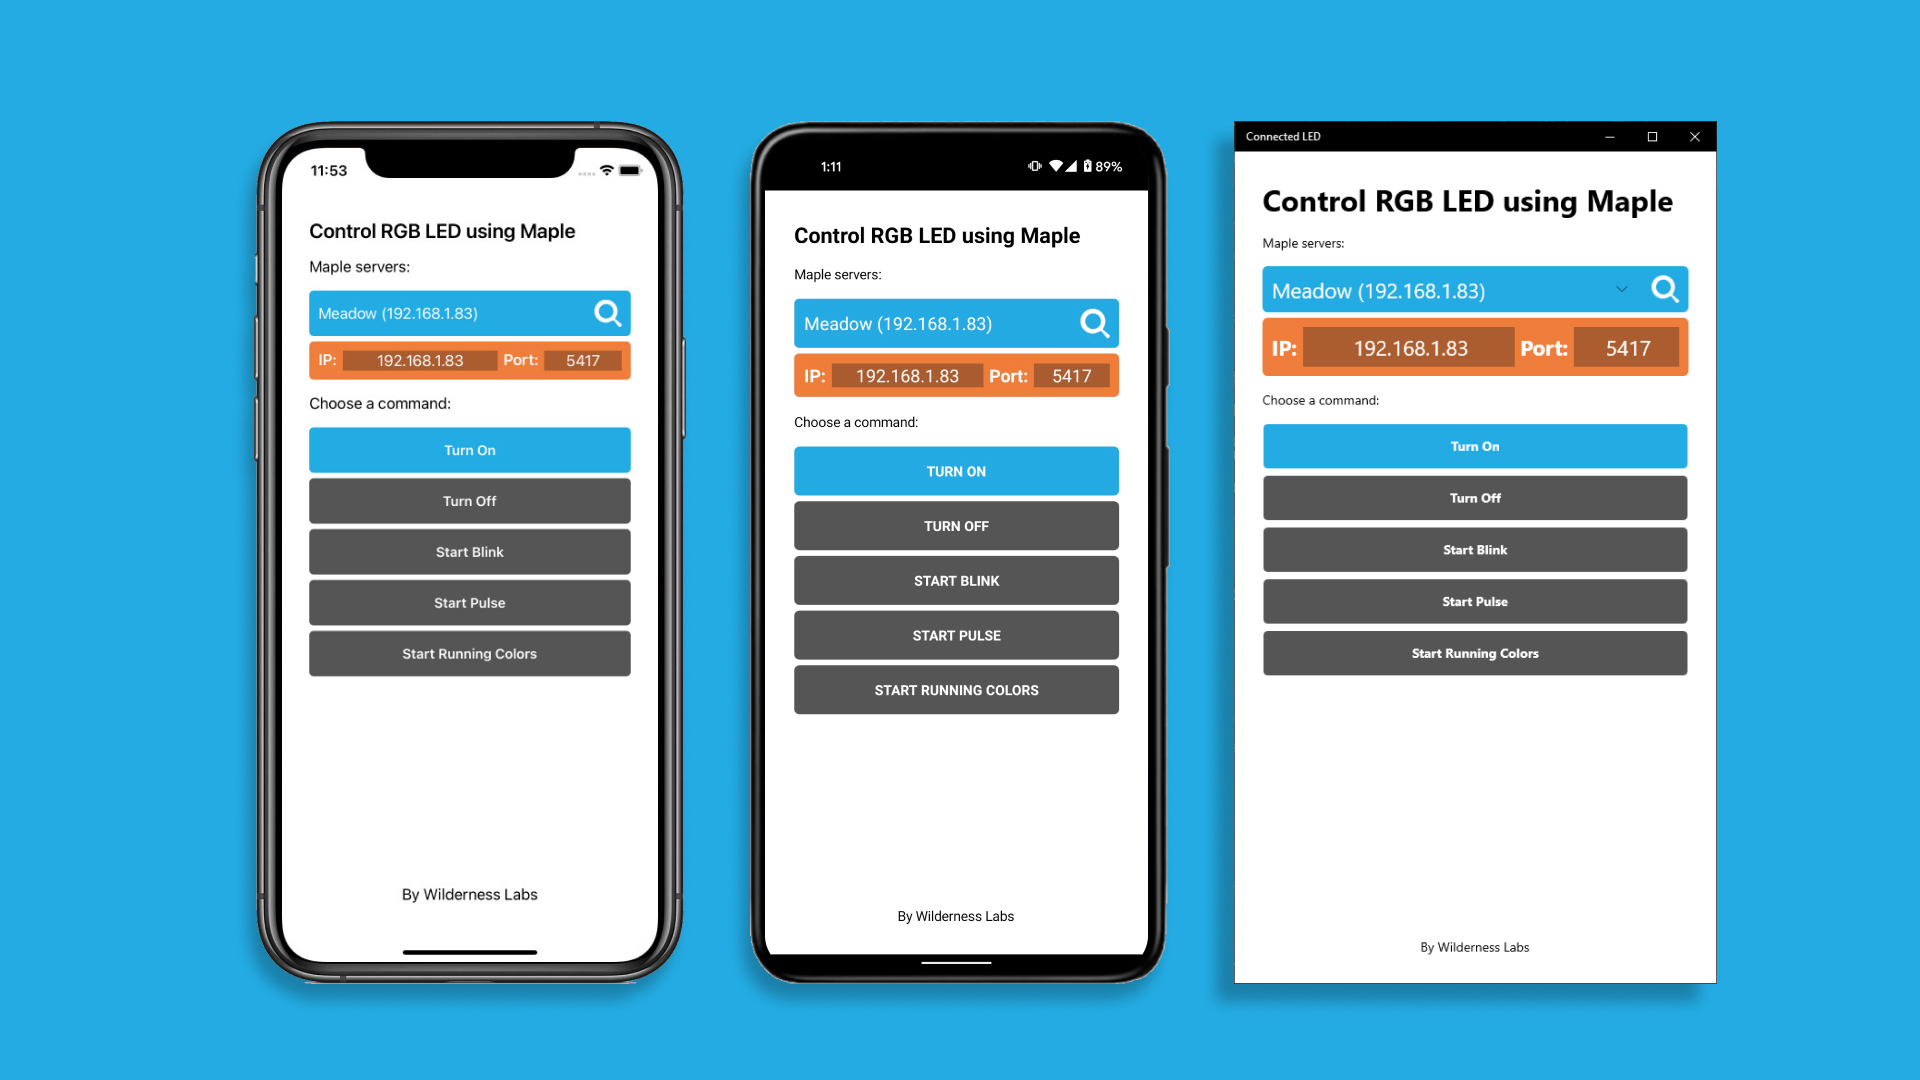 11:53
Control RGB LED using Maple
Maple servers:
Meadow (192.168.1.83)
IP: 192.168.1.83 Port: 5417
Choose a command:
Turn On
Turn Off
Start Blink
Start Pulse
Start Running Colors
By Wilderness Labs
1:11 89%
Control RGB LED using Maple
Maple servers:
Meadow (192.168.1.83)
IP: 192.168.1.83 Port: 5417
Choose a command:
TURN ON
TURN OFF
START BLINK
START PULSE
START RUNNING COLORS
By Wilderness Labs
Connected LED
Control RGB LED using Maple
Maple servers:
Meadow (192.168.1.83)
IP: 192.168.1.83 Port: 5417
Choose a command:
Turn On
Turn Off
Start Blink
Start Pulse
Start Running Colors
By Wilderness Labs